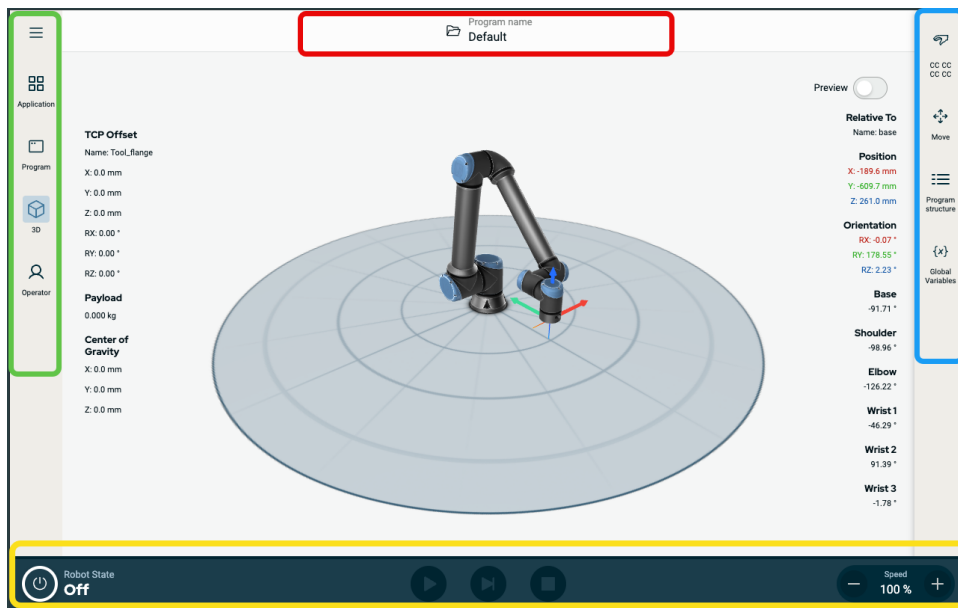 Program name
Default
Application
Program
3D
Operator
TCP Offset
Name: Tool_flange
X: 0.0 mm
Y: 0.0 mm
Z: 0.0 mm
RX: 0.00 °
RY: 0.00 °
RZ: 0.00 °
Payload
0.000 kg
Center of
Gravity
X: 0.0 mm
Y: 0.0 mm
Z: 0.0 mm
Preview
Relative To
Name: base
Position
X: -189.6 mm
Y: -609.7 mm
Z: 261.0 mm
Orientation
RX: -0.07 °
RY: 178.55 °
RZ: 2.23 °
Base
-91.71 °
Shoulder
-98.96 °
Elbow
-126.22 °
Wrist 1
-46.29 °
Wrist 2
91.39 °
Wrist 3
-1.78 °
CC CC
CC CC
Move
Program
structure
{x}
Global
Variables
Robot State
Off
Speed
100 %